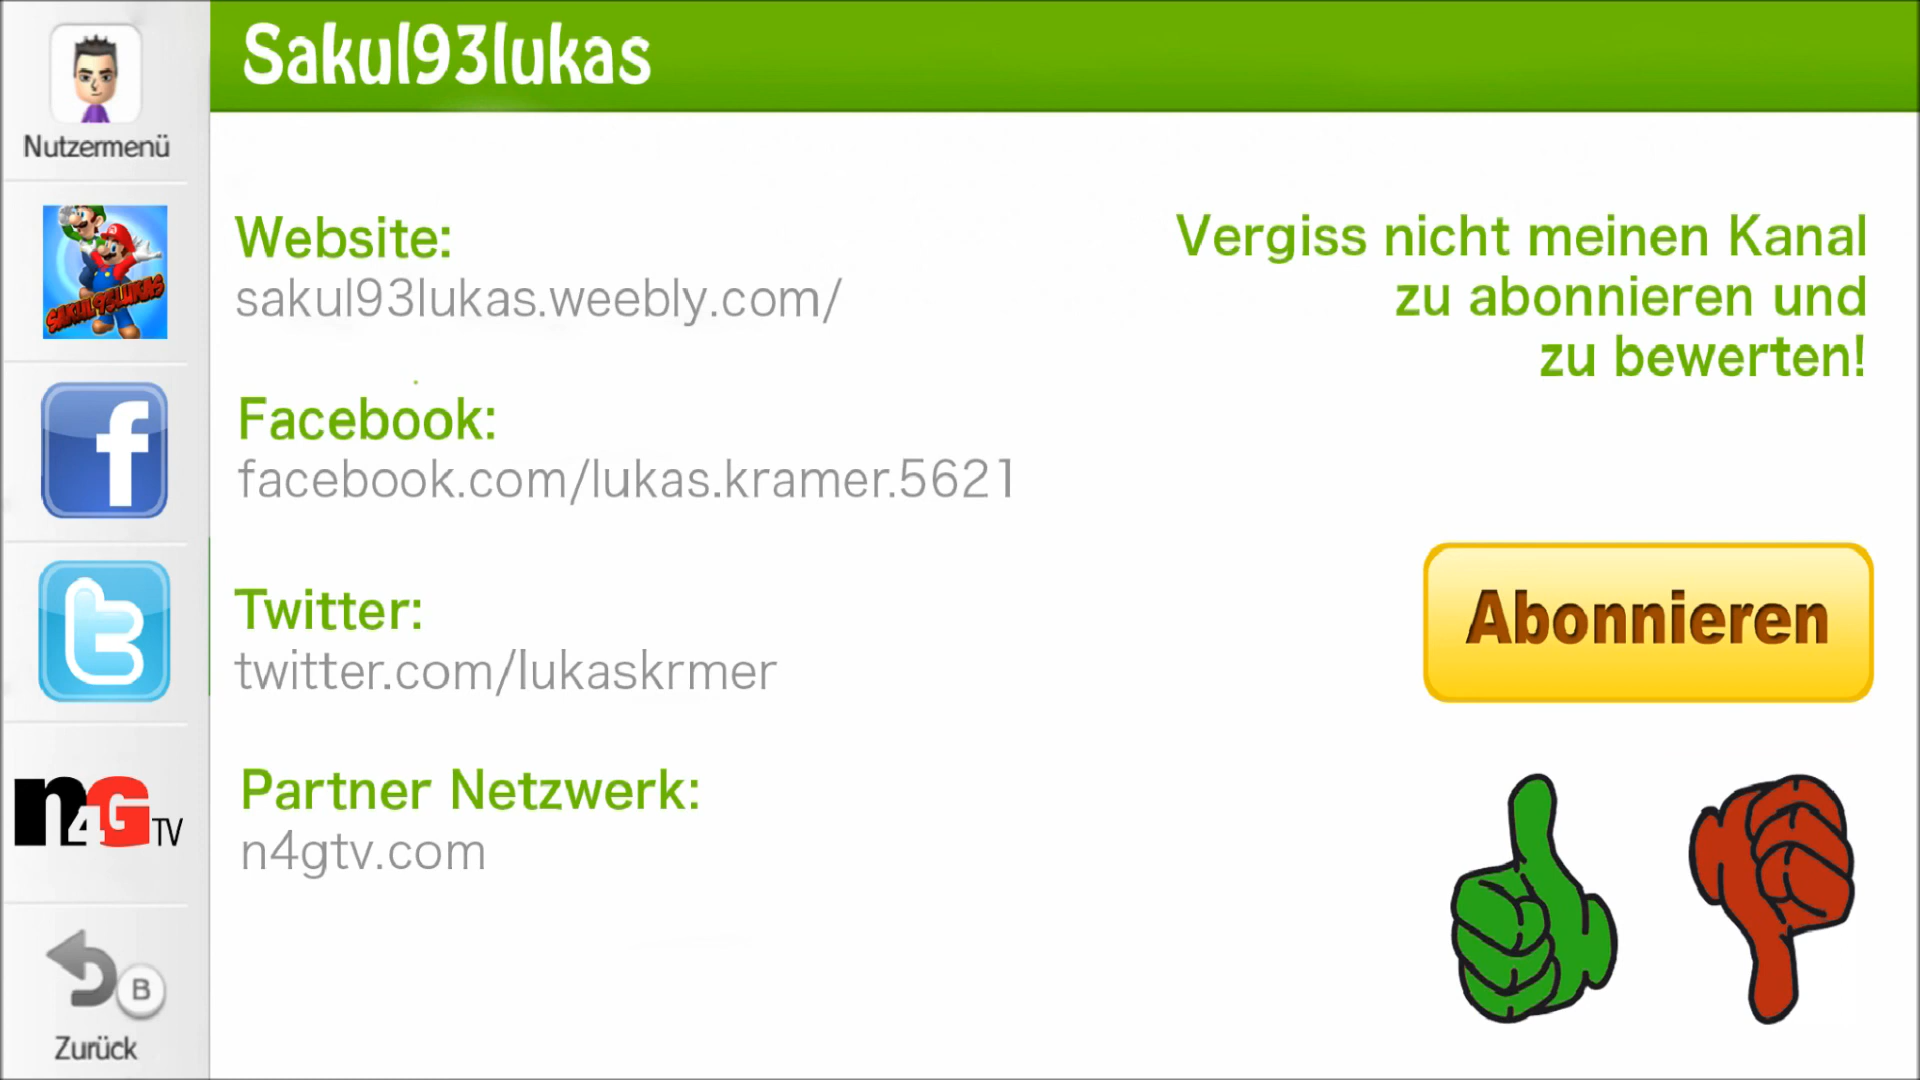 Sakul93lukas
Nutzermenü
SAKUL93LUKAS
Website:
sakul93lukas.weebly.com/
Vergiss nicht meinen Kanal
zu abonnieren und
zu bewerten!
f
Facebook:
facebook.com/lukas.kramer.5621
t
Twitter:
twitter.com/lukaskrmer
Abonnieren
n4G TV
Partner Netzwerk:
n4gtv.com
B
Zurück